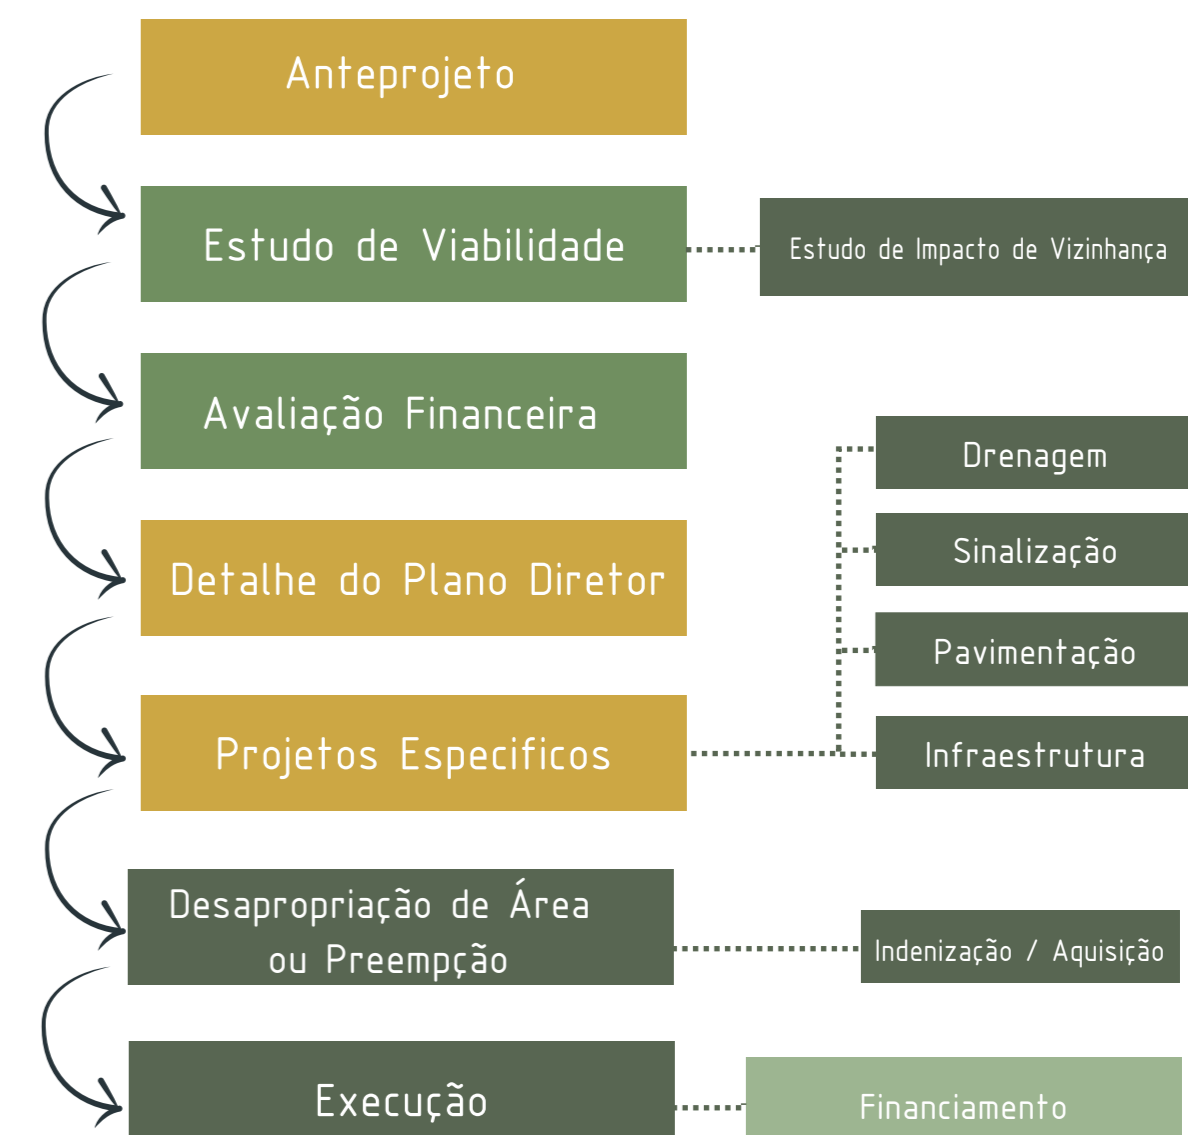 Anteprojeto
Estudo de Viabilidade
Estudo de Impacto de Vizinhança
Avaliação Financeira
Detalhe do Plano Diretor
Projetos Especificos
Drenagem
Sinalização
Pavimentação
Infraestrutura
Desapropriação de Área
ou Preempção
Indenização / Aquisição
Execução
Financiamento